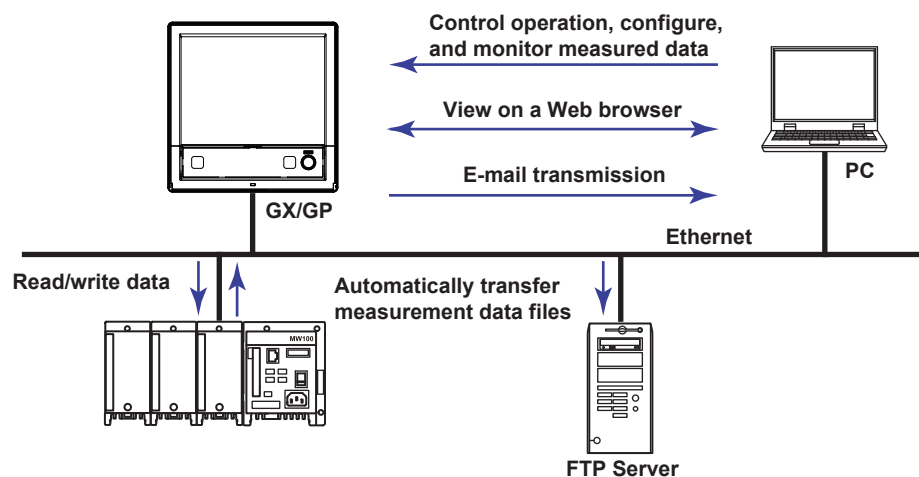 Control operation, configure,
and monitor measured data
View on a Web browser
E-mail transmission
PC
GX/GP
Ethernet
Read/write data
Automatically transfer
measurement data files
MW100
FTP Server